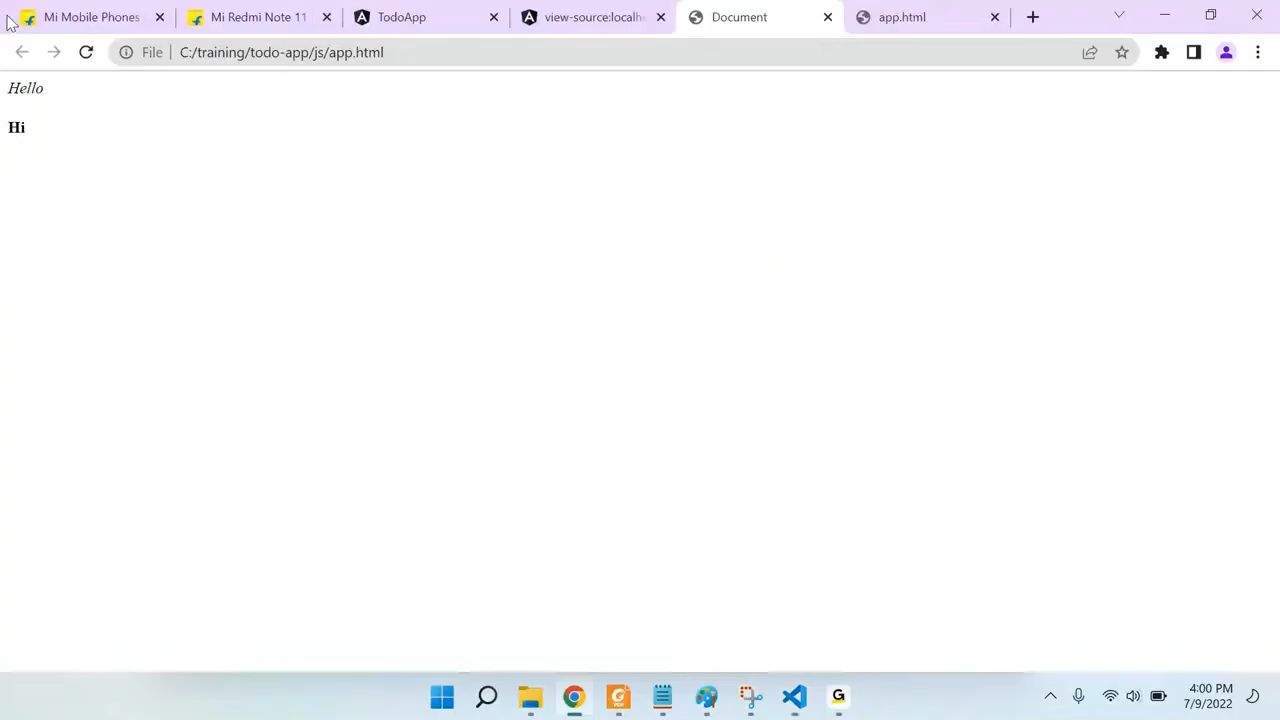 Mi Mobile Phones
Mi Redmi Note 11
TodoApp
view-source:localh
Document
app.html
File
C:/training/todo-app/js/app.html
Hello
Hi
G
4:00 PM
7/9/2022